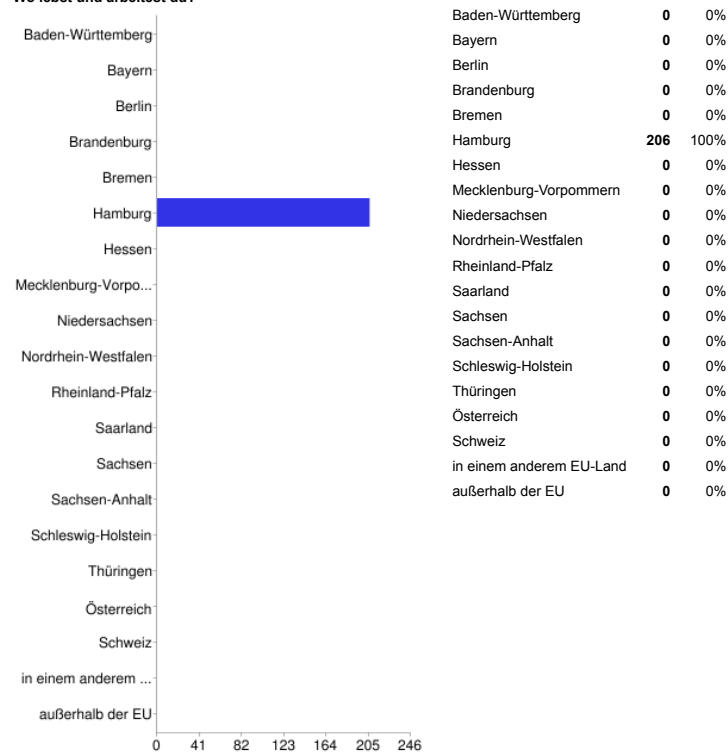 Wo lebst und arbeitest du?
Baden-Württemberg
Bayern
Berlin
Brandenburg
Bremen
Hamburg
Hessen
Mecklenburg-Vorpo...
Niedersachsen
Nordrhein-Westfalen
Rheinland-Pfalz
Saarland
Sachsen
Sachsen-Anhalt
Schleswig-Holstein
Thüringen
Österreich
Schweiz
in einem anderem ...
außerhalb der EU
0 41 82 123 164 205 246
Baden-Württemberg 0 0%
Bayern 0 0%
Berlin 0 0%
Brandenburg 0 0%
Bremen 0 0%
Hamburg 206 100%
Hessen 0 0%
Mecklenburg-Vorpommern 0 0%
Niedersachsen 0 0%
Nordrhein-Westfalen 0 0%
Rheinland-Pfalz 0 0%
Saarland 0 0%
Sachsen 0 0%
Sachsen-Anhalt 0 0%
Schleswig-Holstein 0 0%
Thüringen 0 0%
Österreich 0 0%
Schweiz 0 0%
in einem anderem EU-Land 0 0%
außerhalb der EU 0 0%